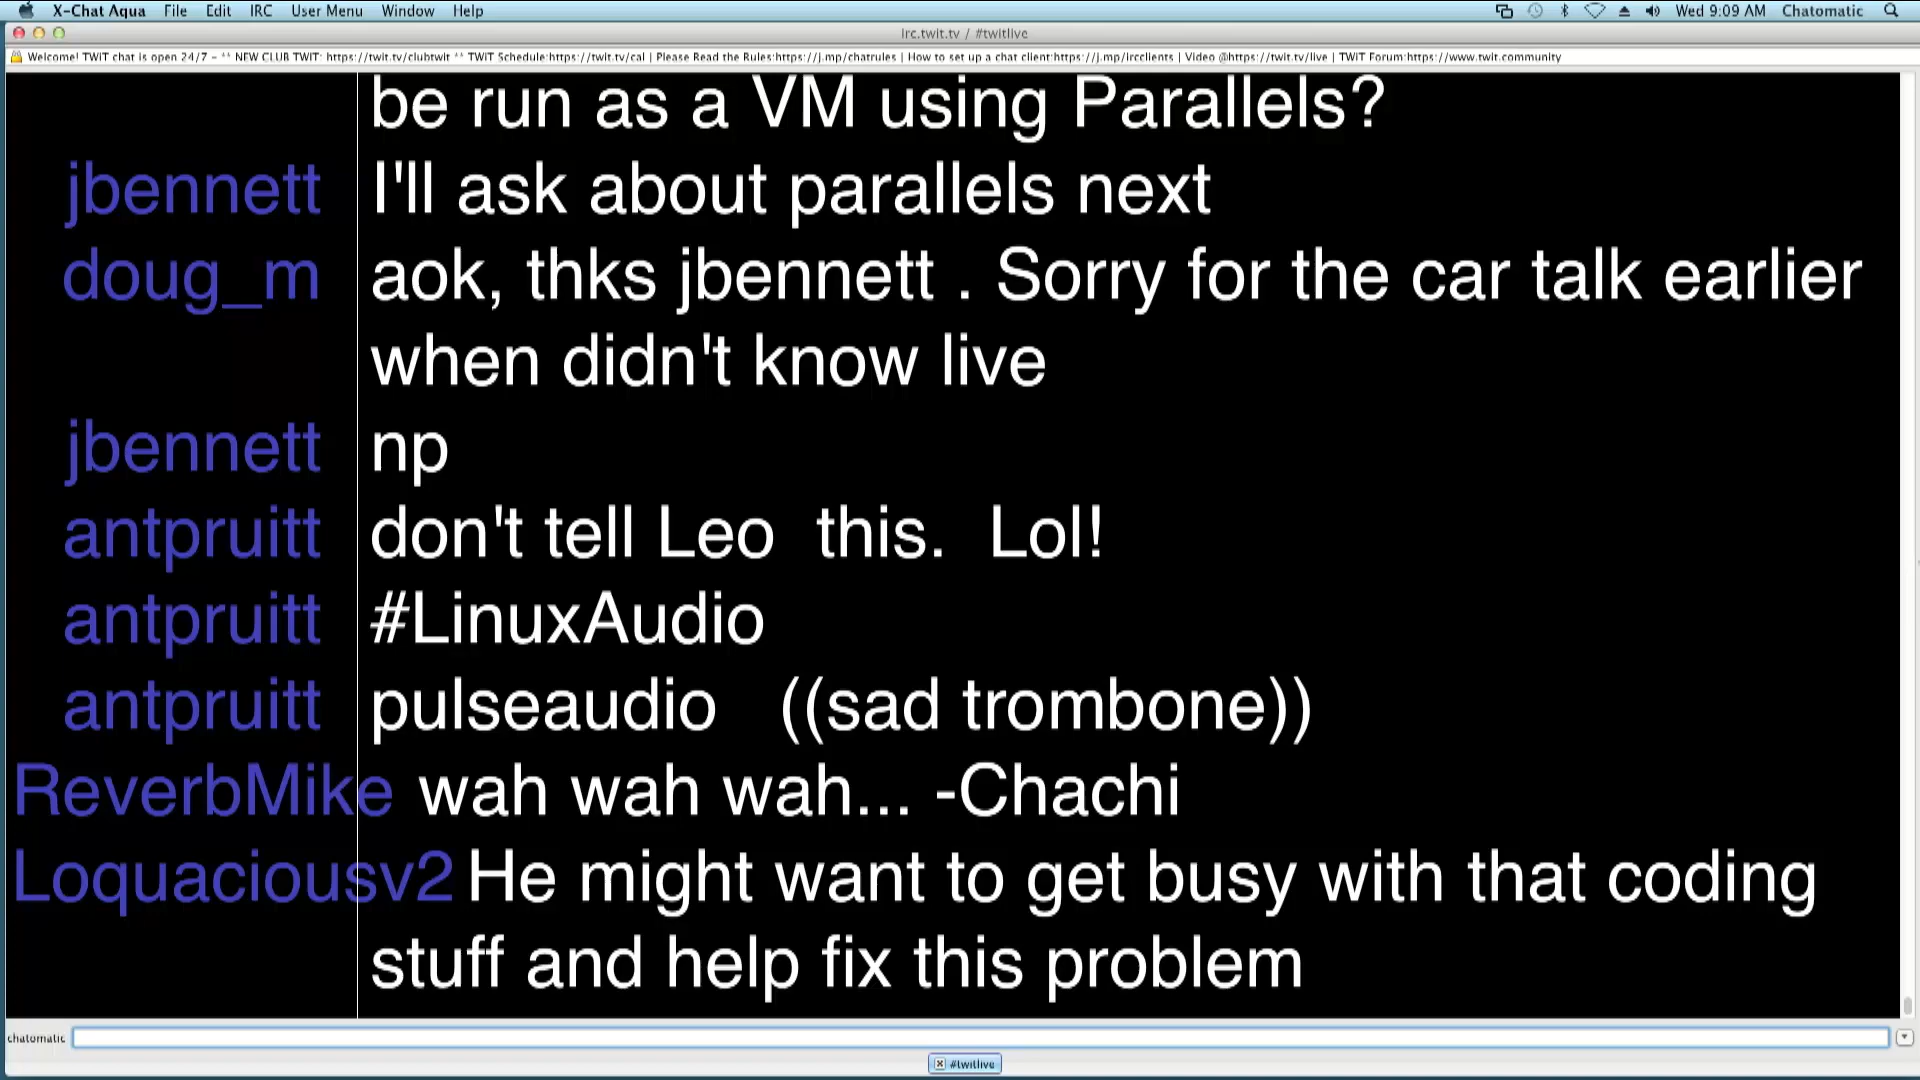 X-Chat Aqua File Edit IRC User Menu Window Help Wed 9:09 AM Chatomatic
irc.twit.tv / #twitlive
Welcome! TWiT chat is open 24/7 - ** NEW CLUB TWIT: https://twit.tv/clubtwit ** TWiT Schedule:https://twit.tv/cal | Please Read the Rules:https://j.mp/chatrules | How to set up a chat client:https://j.mp/ircclients | Video @https://twit.tv/live | TWiT Forum:https://www.twit.community
be run as a VM using Parallels?
jbennett I'll ask about parallels next
doug_m aok, thks jbennett . Sorry for the car talk earlier
when didn't know live
jbennett np
antpruitt don't tell Leo  this.  Lol!
antpruitt #LinuxAudio
antpruitt pulseaudio   ((sad trombone))
ReverbMike wah wah wah... -Chachi
Loquaciousv2 He might want to get busy with that coding
stuff and help fix this problem
chatomatic
#twitlive